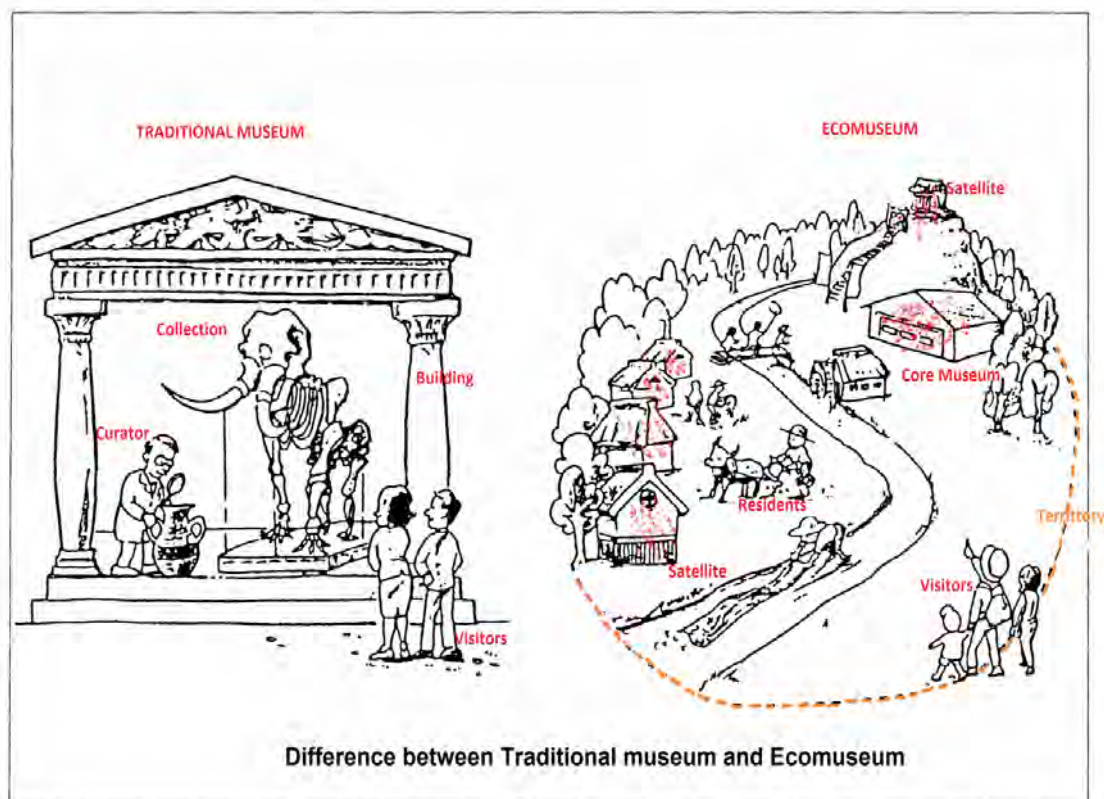 TRADITIONAL MUSEUM
Collection
Building
Curator
Visitors
ECOMUSEUM
Satellite
Core Museum
Residents
Territtory
Satellite
Visitors
Difference between Traditional museum and Ecomuseum